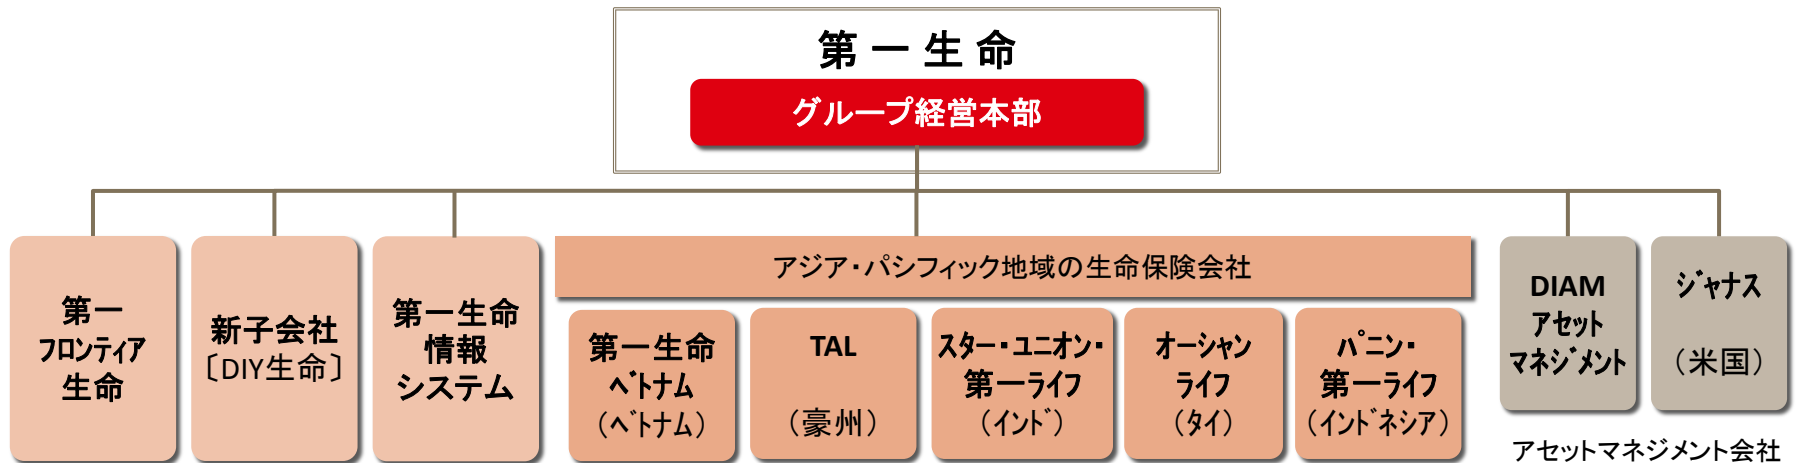 第一生命
グループ経営本部
第一
フロンティア
生命
新子会社
〔DIY生命〕
第一生命
情報
システム
アジア・パシフィック地域の生命保険会社
第一生命
ベトナム
（ベトナム）
TAL
（豪州）
スター・ユニオン・
第一ライフ
（インド）
オーシャン
ライフ
（タイ）
パニン・
第一ライフ
（インドネシア）
DIAM
アセット
マネジメント
ジャナス
（米国）
アセットマネジメント会社